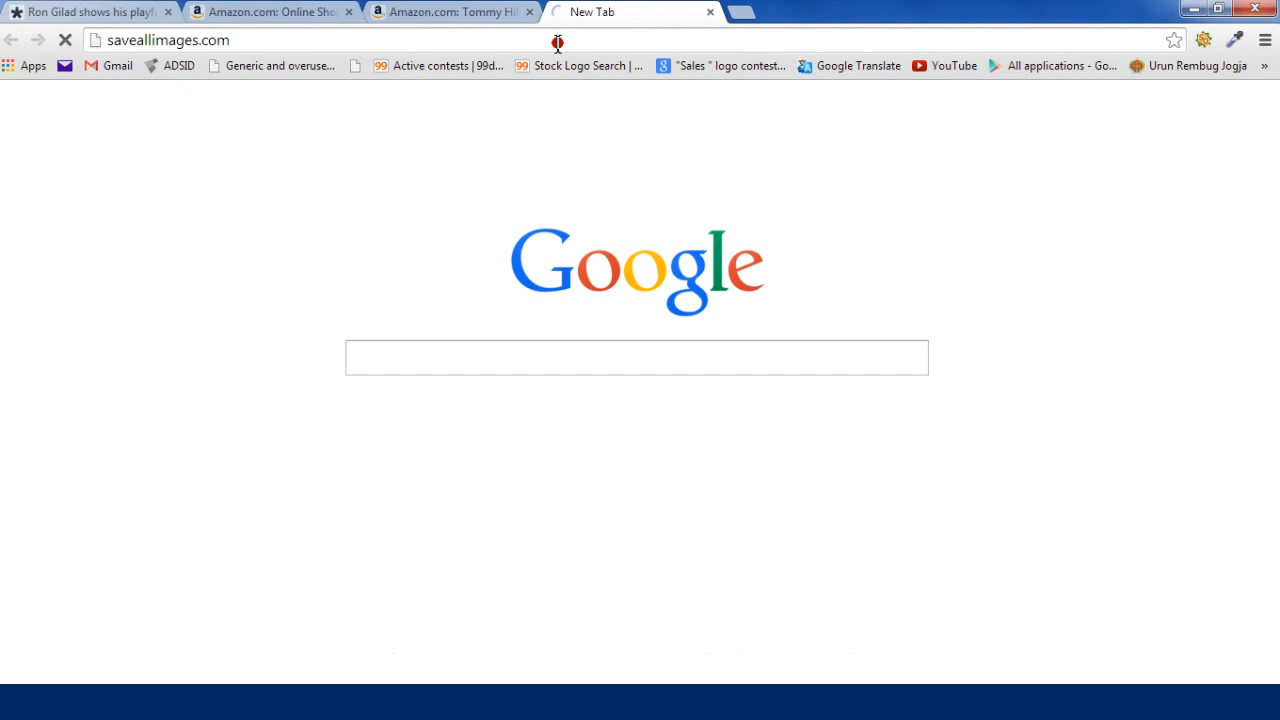 Ron Gilad shows his playf
Amazon.com: Online Sho
Amazon.com: Tommy Hil
New Tab
saveallimages.com
Apps
Gmail
ADSID
Generic and overuse...
99 Active contests | 99d...
99 Stock Logo Search | ...
"Sales " logo contest...
Google Translate
YouTube
All applications - Go...
Urun Rembug Jogja
»
Google